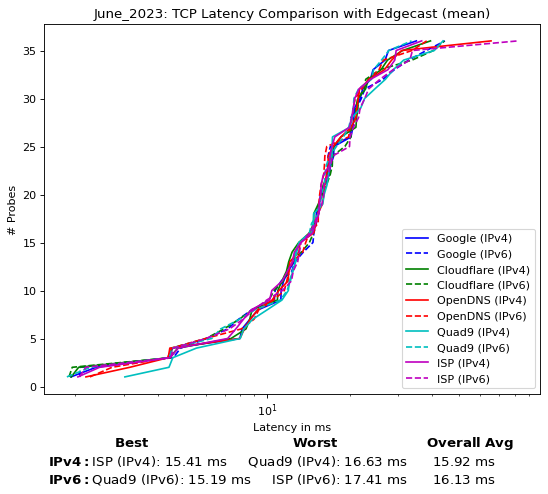 June_2023: TCP Latency Comparison with Edgecast (mean)
# Probes
35
30
25
20
15
10
5
0
Google (IPv4)
Google (IPv6)
Cloudflare (IPv4)
Cloudflare (IPv6)
OpenDNS (IPv4)
OpenDNS (IPv6)
Quad9 (IPv4)
Quad9 (IPv6)
ISP (IPv4)
ISP (IPv6)
10¹
Latency in ms
Best Worst Overall Avg
IPv4: ISP (IPv4): 15.41 ms Quad9 (IPv4): 16.63 ms 15.92 ms
IPv6: Quad9 (IPv6): 15.19 ms ISP (IPv6): 17.41 ms 16.13 ms